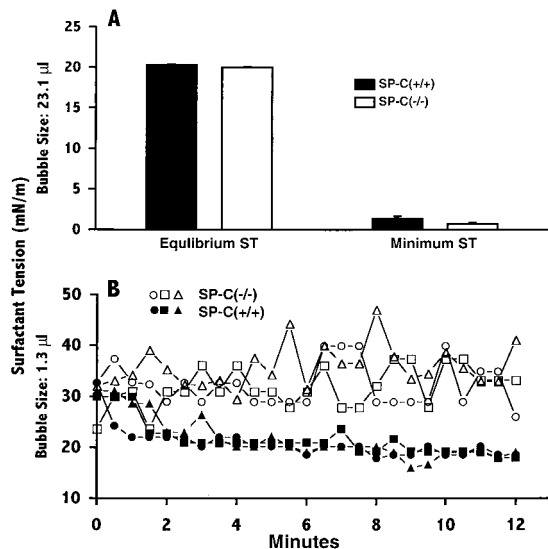 A
Surfactant Tension (mN/m)
Bubble Size: 23.1 µl
25
20
15
10
5
0
SP-C(+/+)
SP-C(-/-)
Equlibrium ST
Minimum ST
B
Bubble Size: 1.3 µl
50
40
30
20
10
SP-C(-/-)
SP-C(+/+)
0 2 4 6 8 10 12
Minutes